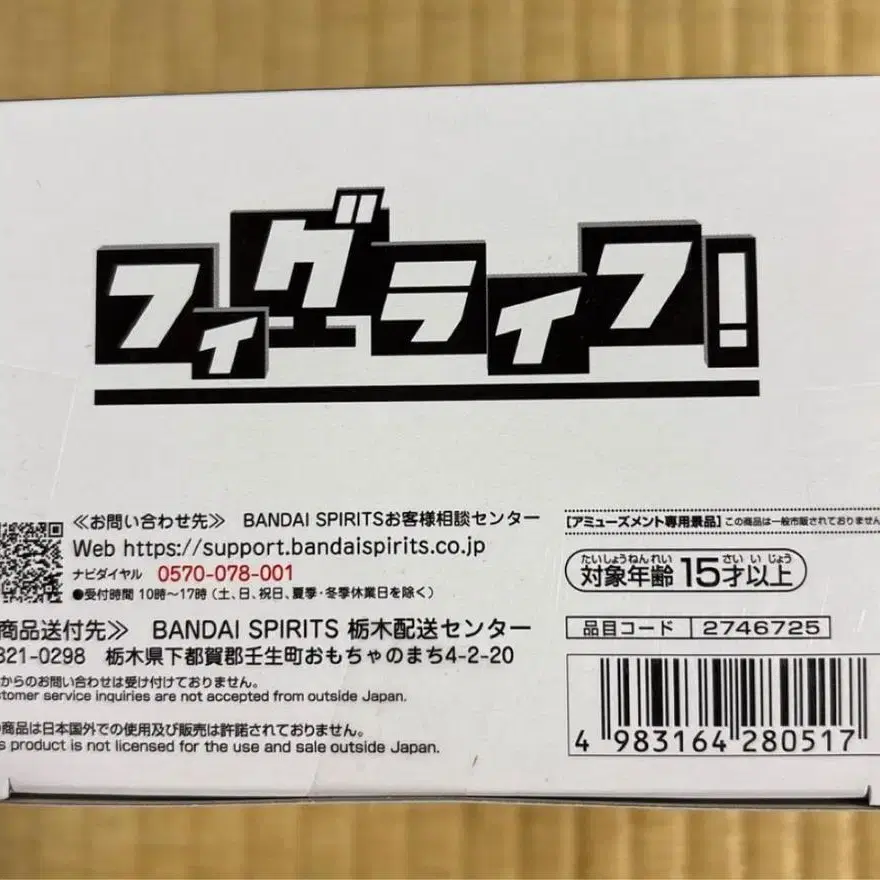 フィグライフ!
≪お問い合わせ先≫ BANDAI SPIRITSお客様相談センター
Web https://support.bandaispirits.co.jp
ナビダイヤル 0570-078-001
●受付時間 10時～17時(土、日、祝日、夏季・冬季休業日を除く)
商品送付先≫ BANDAI SPIRITS 栃木配送センター
321-0298 栃木県下都賀郡壬生町おもちゃのまち4-2-20
からのお問い合わせは受け付けておりません。
stomer service inquiries are not accepted from outside Japan.
商品は日本国外での使用及び販売は許諾されておりません。
s product is not licensed for the use and sale outside Japan.
【アミューズメント専用景品】この商品は一般市販されておりません
たいしょうねんれい さいいじょう
対象年齢15才以上
品目コード 2746725
4 983164 280517